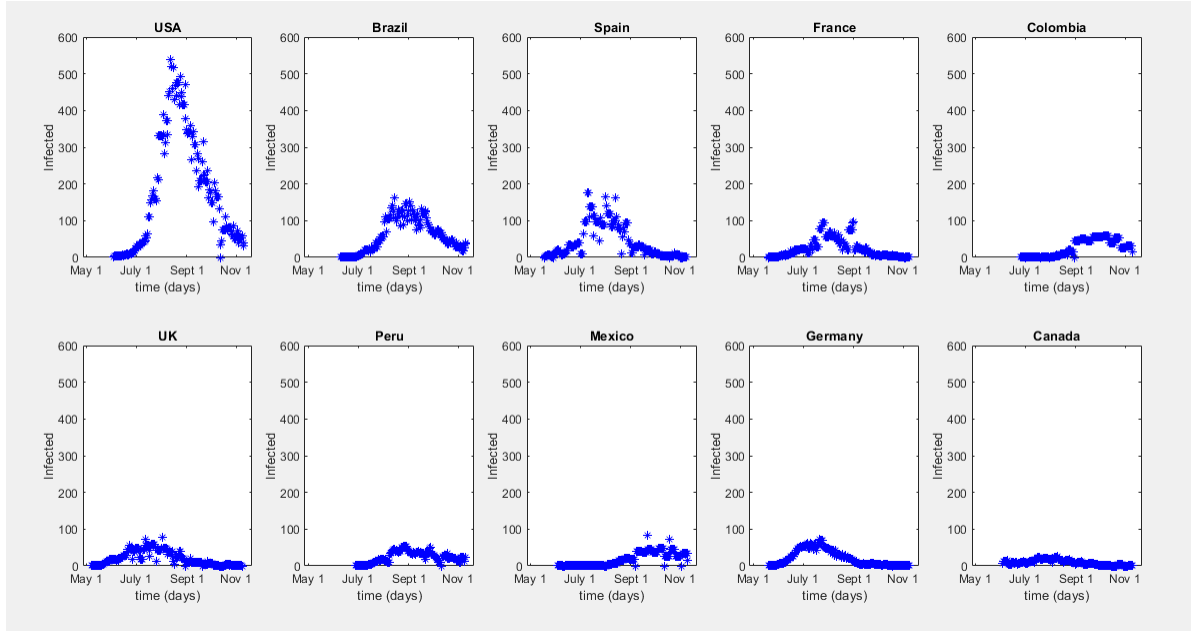 USA
600
500
400
300
200
100
0
Infected
May 1 July 1 Sept 1 Nov 1
time (days)
Brazil
600
500
400
300
200
100
0
Infected
May 1 July 1 Sept 1 Nov 1
time (days)
Spain
600
500
400
300
200
100
0
Infected
May 1 July 1 Sept 1 Nov 1
time (days)
France
600
500
400
300
200
100
0
Infected
May 1 July 1 Sept 1 Nov 1
time (days)
Colombia
600
500
400
300
200
100
0
Infected
May 1 July 1 Sept 1 Nov 1
time (days)
UK
600
500
400
300
200
100
0
Infected
May 1 July 1 Sept 1 Nov 1
time (days)
Peru
600
500
400
300
200
100
0
Infected
May 1 July 1 Sept 1 Nov 1
time (days)
Mexico
600
500
400
300
200
100
0
Infected
May 1 July 1 Sept 1 Nov 1
time (days)
Germany
600
500
400
300
200
100
0
Infected
May 1 July 1 Sept 1 Nov 1
time (days)
Canada
600
500
400
300
200
100
0
Infected
May 1 July 1 Sept 1 Nov 1
time (days)